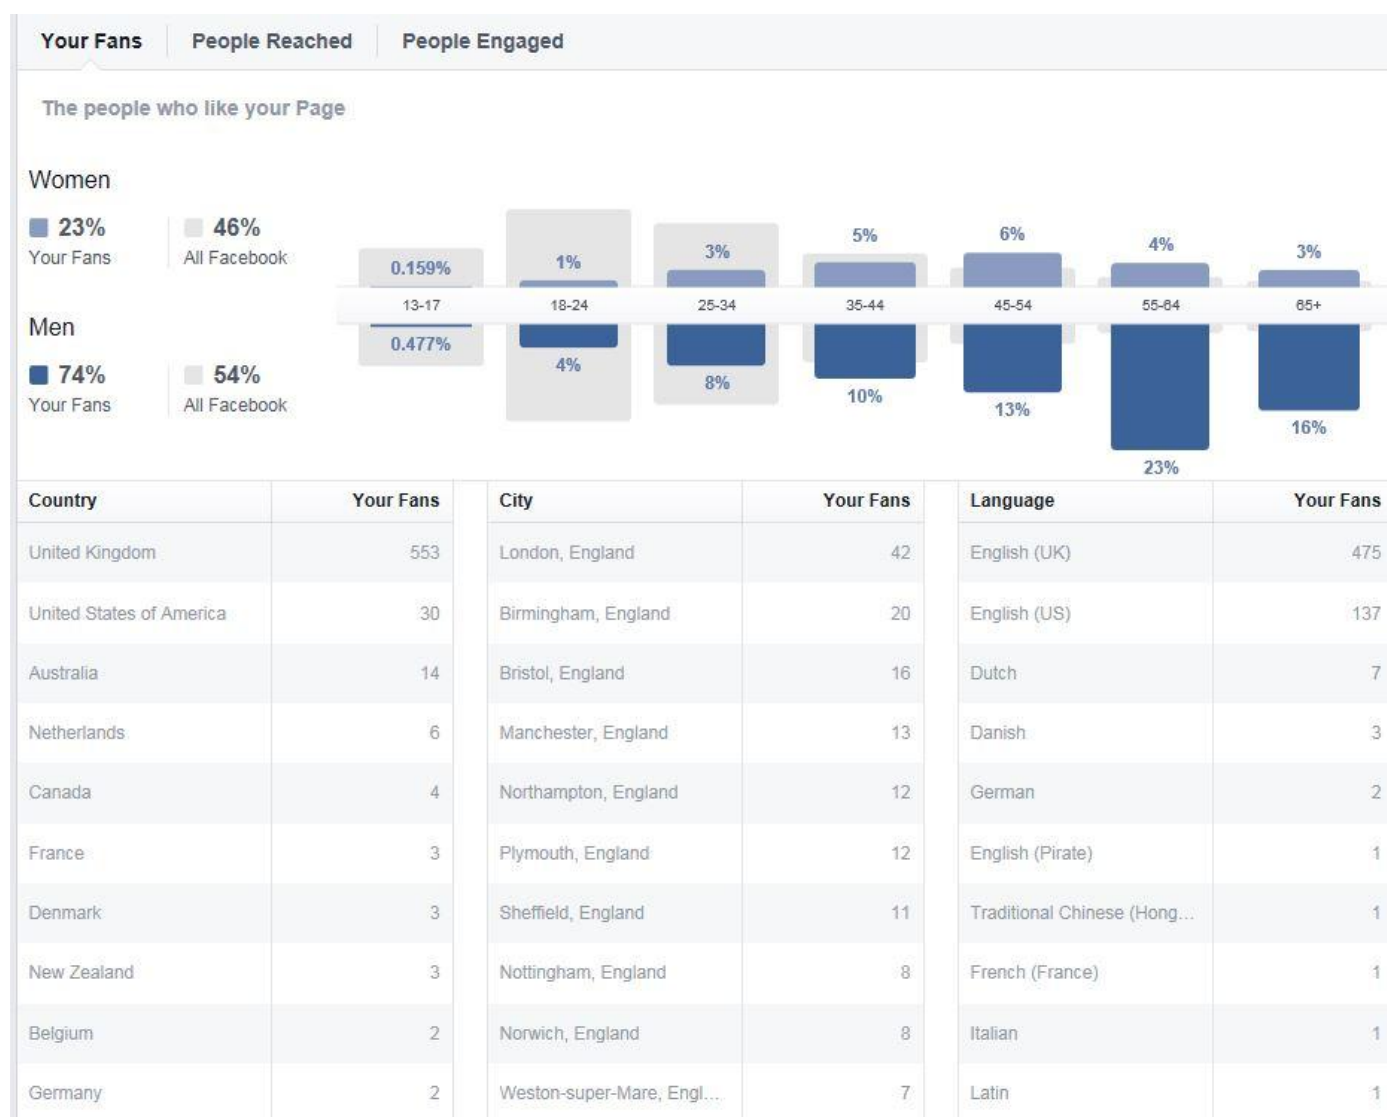 Your Fans People Reached People Engaged
The people who like your Page
Women
23% 46%
Your Fans All Facebook
0.159% 1% 3% 5% 6% 4% 3%
13-17 18-24 25-34 35-44 45-54 55-64 65+
Men
0.477% 4% 8% 10% 13% 23% 16%
74% 54%
Your Fans All Facebook
Country Your Fans City Your Fans Language Your Fans
United Kingdom 553 London, England 42 English (UK) 475
United States of America 30 Birmingham, England 20 English (US) 137
Australia 14 Bristol, England 16 Dutch 7
Netherlands 6 Manchester, England 13 Danish 3
Canada 4 Northampton, England 12 German 2
France 3 Plymouth, England 12 English (Pirate) 1
Denmark 3 Sheffield, England 11 Traditional Chinese (Hong... 1
New Zealand 3 Nottingham, England 8 French (France) 1
Belgium 2 Norwich, England 8 Italian 1
Germany 2 Weston-super-Mare, Engl... 7 Latin 1